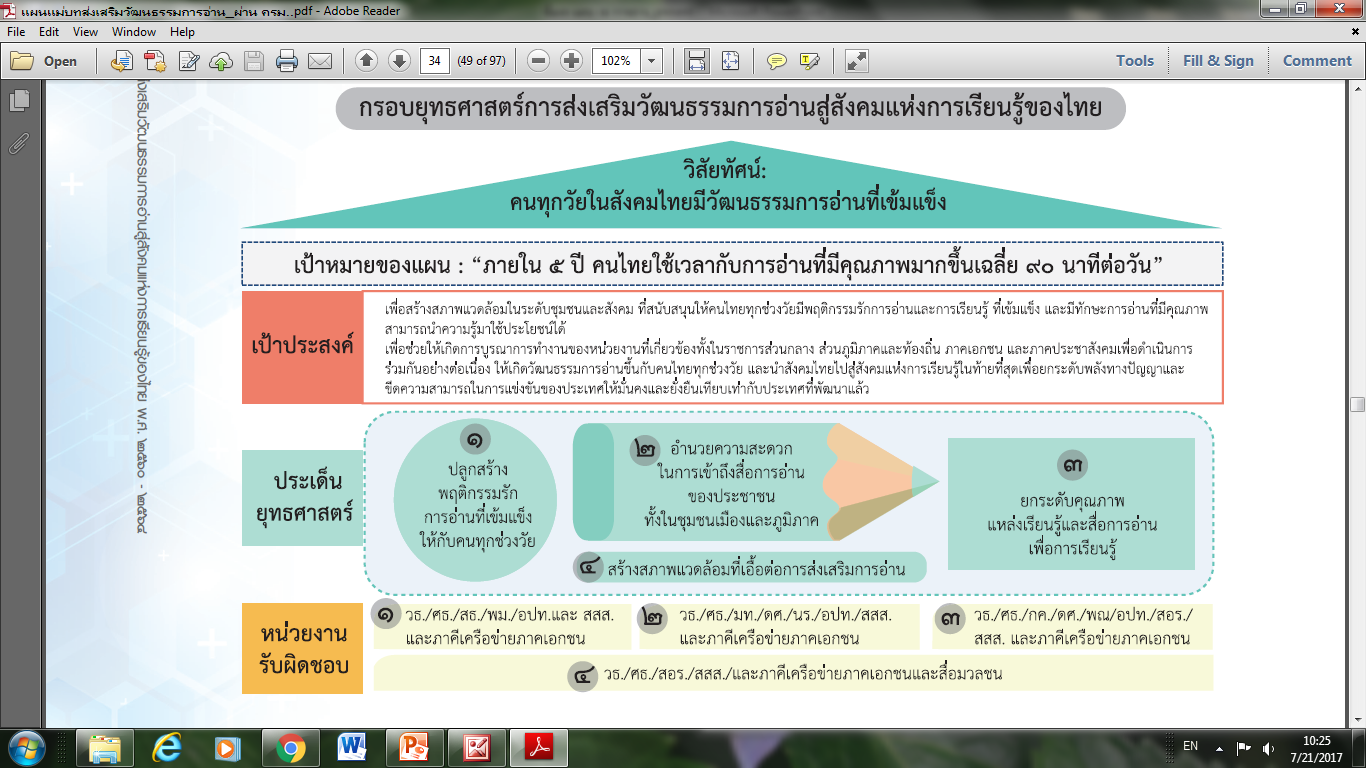 แผนแม่บทส่งเสริมวัฒนธรรมการอ่าน_ผ่าน ครม..pdf - Adobe Reader
File Edit View Window Help
Open 34 (49 of 97) 102% Tools Fill & Sign Comment
กรอบยุทธศาสตร์การส่งเสริมวัฒนธรรมการอ่านสู่สังคมแห่งการเรียนรู้ของไทย
วิสัยทัศน์:
คนทุกวัยในสังคมไทยมีวัฒนธรรมการอ่านที่เข้มแข็ง
เป้าหมายของแผน : “ภายใน ๕ ปี คนไทยใช้เวลากับการอ่านที่มีคุณภาพมากขึ้นเฉลี่ย ๙๐ นาทีต่อวัน”
เป้าประสงค์
เพื่อสร้างสภาพแวดล้อมในระดับชุมชนและสังคม ที่สนับสนุนให้คนไทยทุกช่วงวัยมีพฤติกรรมรักการอ่านและการเรียนรู้ ที่เข้มแข็ง และมีทักษะการอ่านที่มีคุณภาพ
สามารถนำความรู้มาใช้ประโยชน์ได้
เพื่อช่วยให้เกิดการบูรณาการทำงานของหน่วยงานที่เกี่ยวข้องทั้งในราชการส่วนกลาง ส่วนภูมิภาคและท้องถิ่น ภาคเอกชน และภาคประชาสังคมเพื่อดำเนินการ
ร่วมกันอย่างต่อเนื่อง ให้เกิดวัฒนธรรมการอ่านขึ้นกับคนไทยทุกช่วงวัย และนำสังคมไทยไปสู่สังคมแห่งการเรียนรู้ในท้ายที่สุดเพื่อยกระดับพลังทางปัญญาและ
ขีดความสามารถในการแข่งขันของประเทศให้มั่นคงและยั่งยืนเทียบเท่ากับประเทศที่พัฒนาแล้ว
ประเด็น
ยุทธศาสตร์
๑
ปลูกสร้าง
พฤติกรรมรัก
การอ่านที่เข้มแข็ง
ให้กับคนทุกช่วงวัย
๒ อำนวยความสะดวก
ในการเข้าถึงสื่อการอ่าน
ของประชาชน
ทั้งในชุมชนเมืองและภูมิภาค
๓
ยกระดับคุณภาพ
แหล่งเรียนรู้และสื่อการอ่าน
เพื่อการเรียนรู้
๔ สร้างสภาพแวดล้อมที่เอื้อต่อการส่งเสริมการอ่าน
หน่วยงาน
รับผิดชอบ
๑ วธ./ศธ./สธ./พม./อปท.และ สสส.
และภาคีเครือข่ายภาคเอกชน
๒ วธ./ศธ./มท./ดศ./นร./อปท./สสส.
และภาคีเครือข่ายภาคเอกชน
๓ วธ./ศธ./กค./ดศ./พณ/อปท./สอร./
สสส. และภาคีเครือข่ายภาคเอกชน
๔ วธ./ศธ./สอร./สสส./และภาคีเครือข่ายภาคเอกชนและสื่อมวลชน
ส่งเสริมวัฒนธรรมการอ่านสู่สังคมแห่งการเรียนรู้ของไทย พ.ศ. ๒๕๖๐ - ๒๕๖๔
EN 10:25
7/21/2017